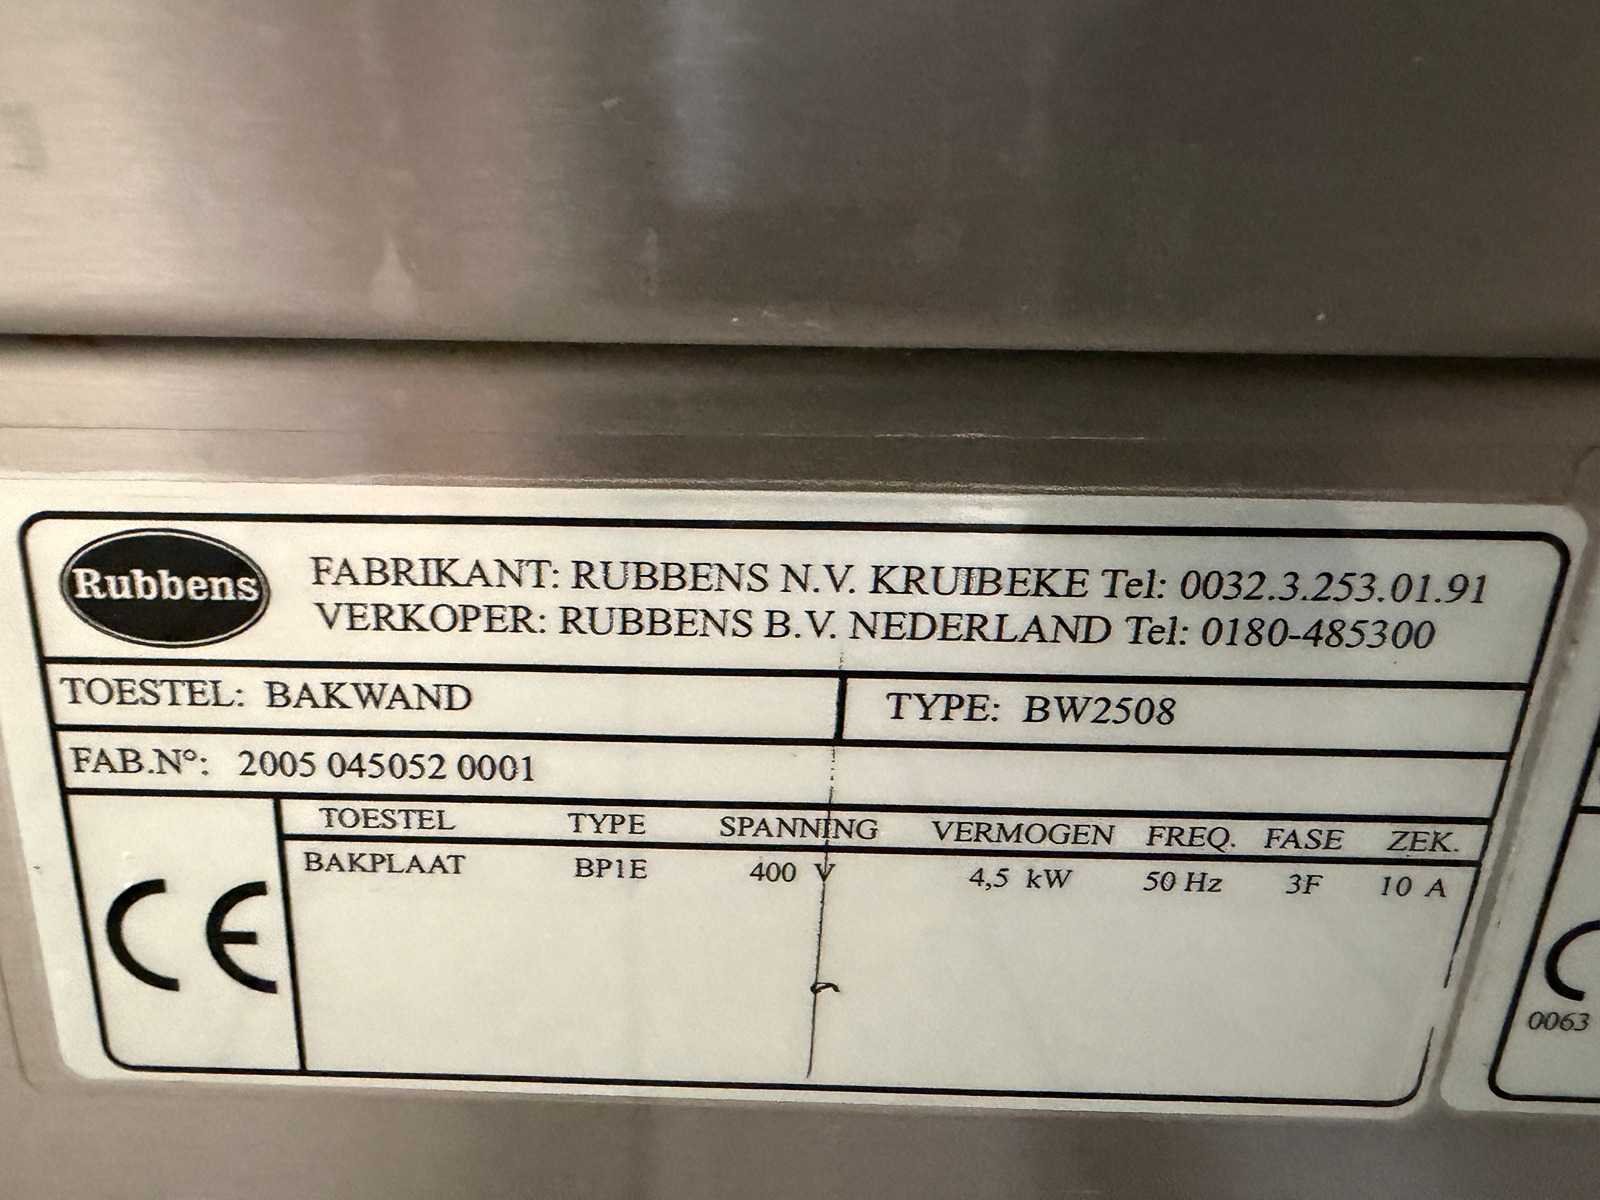 Rubbens
FABRIKANT: RUBBENS N.V. KRUIBEKE Tel: 0032.3.253.01.91
VERKOPER: RUBBENS B.V. NEDERLAND Tel: 0180-485300
TOESTEL: BAKWAND TYPE: BW2508
FAB.Nº: 2005 045052 0001
TOESTEL TYPE SPANNING VERMOGEN FREQ. FASE ZEK.
BAKPLAAT BP1E 400 V 4,5 kW 50 Hz 3F 10 A
CE
0063